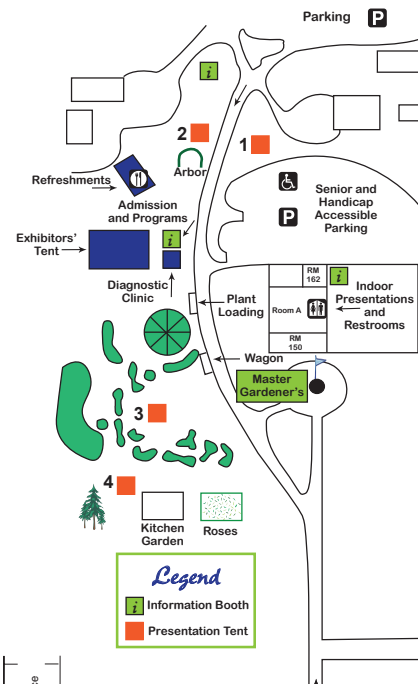 Parking P
i
2
1
Arbor
Refreshments
Senior and
Handicap
Accessible
Parking
P
Admission
and Programs
Exhibitors'
Tent
i
Diagnostic
Clinic
RM
162
i
Indoor
Presentations
and
Restrooms
Room A
RM
150
Plant
Loading
Wagon
Master
Gardener's
3
4
Kitchen
Garden
Roses
Legend
i Information Booth
Presentation Tent
ce